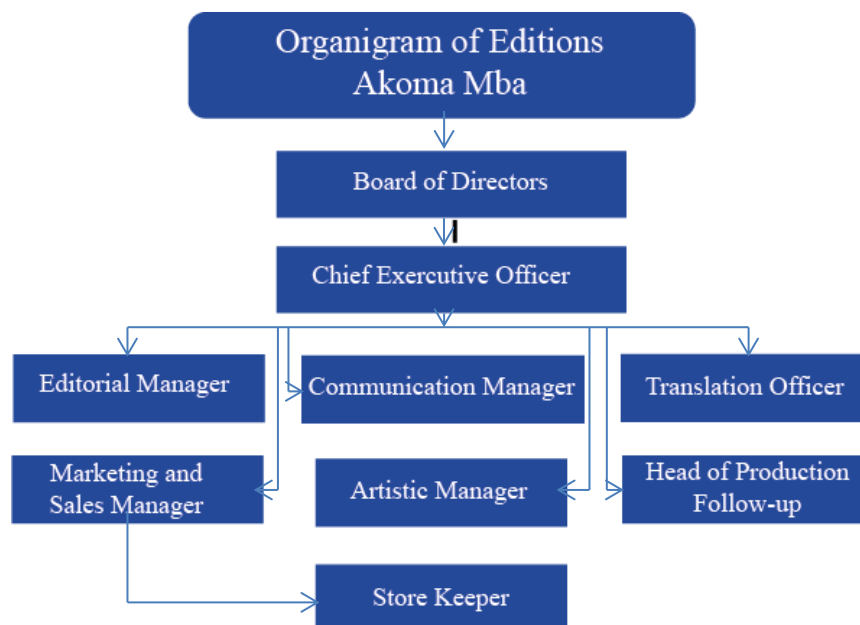 Organigram of Editions
Akoma Mba
Board of Directors
Chief Exercutive Officer
Editorial Manager
Communication Manager
Translation Officer
Marketing and
Sales Manager
Artistic Manager
Head of Production
Follow-up
Store Keeper